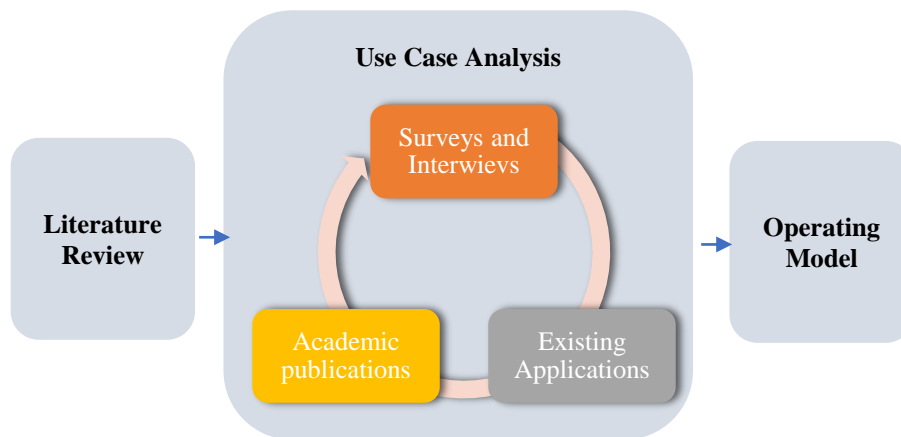 Use Case Analysis
Surveys and
Interwievs
Literature
Review
Operating
Model
Academic
publications
Existing
Applications